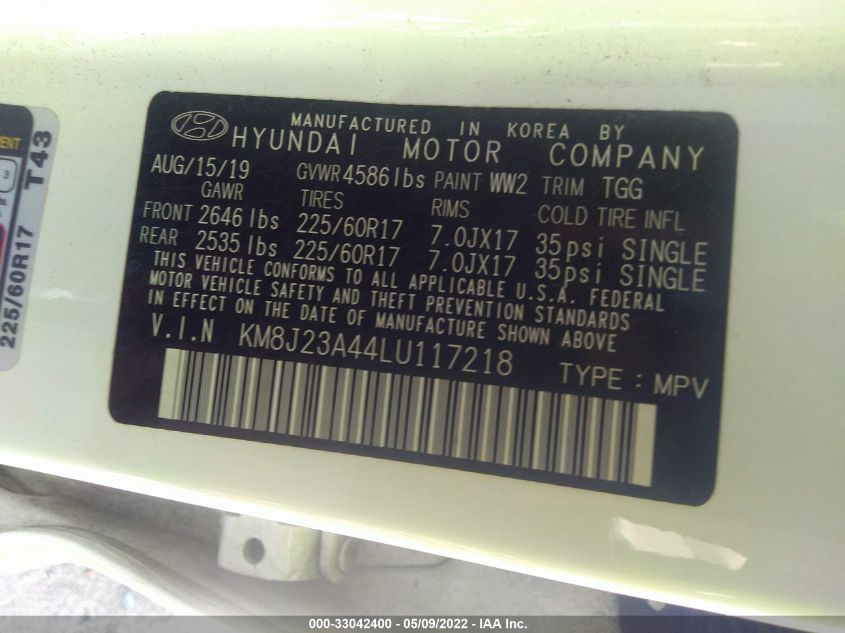 MANUFACTURED IN KOREA BY
HYUNDAI MOTOR COMPANY
AUG/15/19 GVWR 4586 lbs PAINT WW2 TRIM TGG
GAWR TIRES RIMS COLD TIRE INFL
FRONT 2646 lbs 225/60R17 7.0JX17 35psi SINGLE
REAR 2535 lbs 225/60R17 7.0JX17 35psi SINGLE
THIS VEHICLE CONFORMS TO ALL APPLICABLE U.S.A. FEDERAL
MOTOR VEHICLE SAFETY AND THEFT PREVENTION STANDARDS
IN EFFECT ON THE DATE OF MANUFACTURE SHOWN ABOVE
V.I.N KM8J23A44LU117218
TYPE : MPV
T43
225/60R17
3
000-33042400 - 05/09/2022 - IAA Inc.